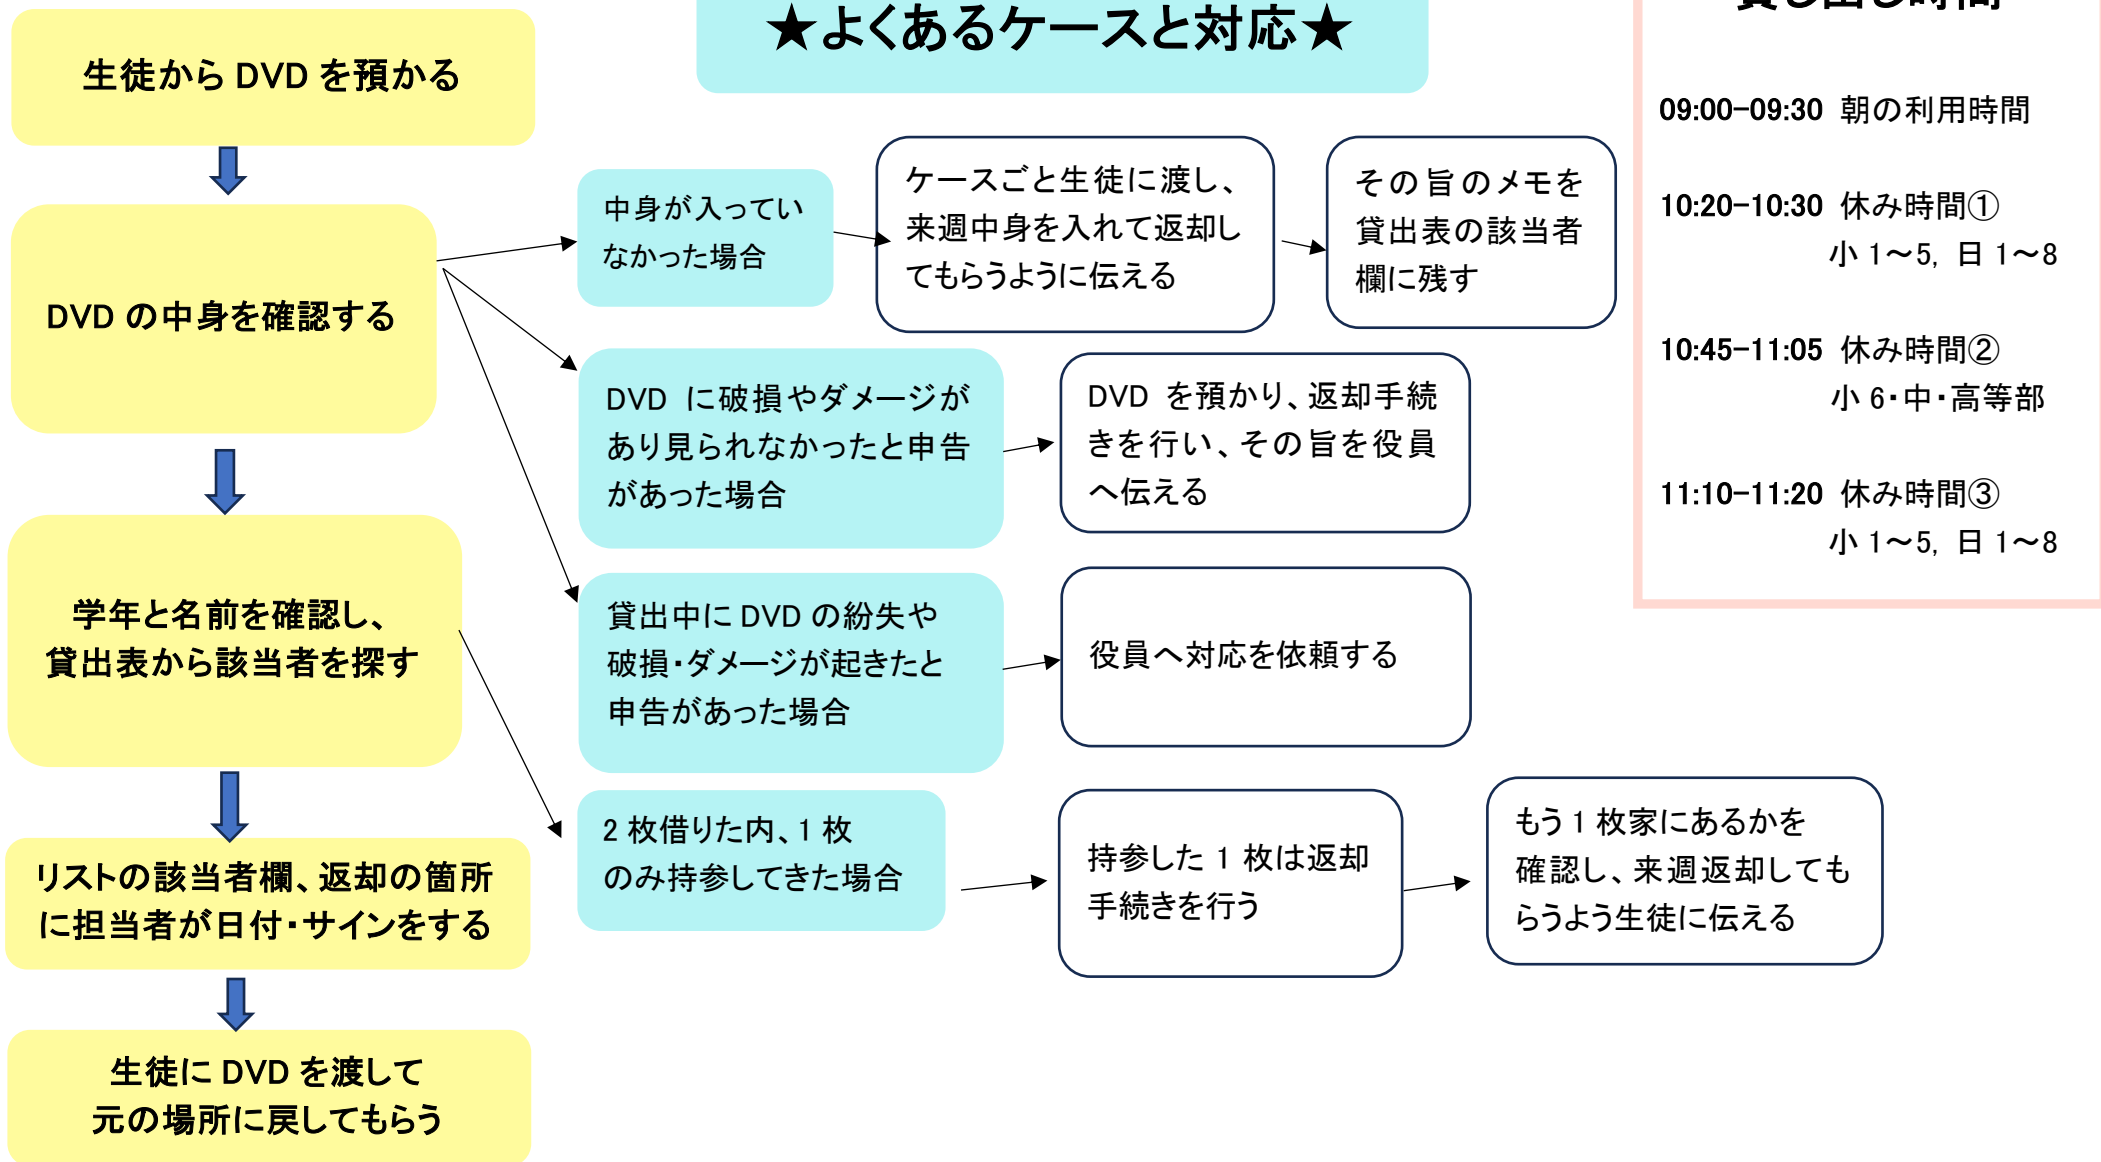 ★よくあるケースと対応★
生徒から DVD を預かる
DVD の中身を確認する
学年と名前を確認し、
貸出表から該当者を探す
リストの該当者欄、返却の箇所
に担当者が日付・サインをする
生徒に DVD を渡して
元の場所に戻してもらう
中身が入ってい
なかった場合
ケースごと生徒に渡し、
来週中身を入れて返却し
てもらうように伝える
その旨のメモを
貸出表の該当者
欄に残す
DVD に破損やダメージが
あり見られなかったと申告
があった場合
DVD を預かり、返却手続
きを行い、その旨を役員
へ伝える
貸出中に DVD の紛失や
破損・ダメージが起きたと
申告があった場合
役員へ対応を依頼する
2 枚借りた内、1 枚
のみ持参してきた場合
持参した 1 枚は返却
手続きを行う
もう 1 枚家にあるかを
確認し、来週返却しても
らうよう生徒に伝える
貸し出し時間
09:00-09:30 朝の利用時間
10:20-10:30 休み時間①
小 1～5, 日 1～8
10:45-11:05 休み時間②
小 6・中・高等部
11:10-11:20 休み時間③
小 1～5, 日 1～8